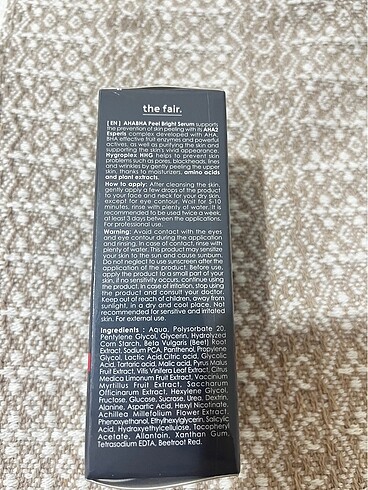 the fair.
[ EN ] AHABHA Peel Bright Serum supports
the prevention of skin peeling with its AHA2
Esperis complex developed with AHA,
BHA effective fruit enzymes and powerful
actives, as well as purifying the skin and
supporting the skin's vivid appearance.
Hygroplex HHG helps to prevent skin
problems such as pores, blackheads, lines
and wrinkles by gently peeling the upper
skin, thanks to moisturizers, amino acids
and plant extracts.
How to apply: After cleansing the skin,
gently apply a few drops of the product
to your face and neck for your dry skin,
except for eye contour. Wait for 5-10
minutes, rinse with plenty of water. It is
recommended to be used twice a week,
at least 3 days between the applications.
For professional use.
Warning: Avoid contact with the eyes
and eye contour during the application
and rinsing. In case of contact, rinse with
plenty of water. This product may sensitize
your skin to the sun and cause sunburn.
Do not neglect to use sunscreen after the
application of the product. Before use,
apply the product to a small part of your
skin, if no sensitivity occurs, continue using
the product. In case of irritation, stop using
the product and consult your doctor.
Keep out of reach of children, away from
sunlight, in a dry and cool place. Not
recommended for sensitive and irritated
skin. For external use.
Ingredients : Aqua, Polysorbate 20,
Pentylene Glycol, Glycerin, Hydrolyzed
Corn Starch, Beta Vulgaris (Beet) Root
Extract, Sodium PCA, Panthenol, Propylene
Glycol, Lactic Acid,Citric acid, Glycolic
Acid, Tartaric acid, Malic acid, Pyrus Malus
Fruit Extract, Vitis Vinifera Leaf Extract, Citrus
Medica Limonum Fruit Extract, Vaccinium
Myrtillus Fruit Extract, Saccharum
Officinarum Extract, Hexylene Glycol,
Fructose, Glucose, Sucrose, Urea, Dextrin,
Alanine, Aspartic Acid, Hexyl Nicotinate,
Achillea Millefolium Flower Extract,
Phenoxyethanol, Ethylhexylglycerin, Salicylic
Acid, Hydroxyethylcellulose, Tocopheryl
Acetate, Allantoin, Xanthan Gum,
Tetrasodium EDTA, Beetroot Red.